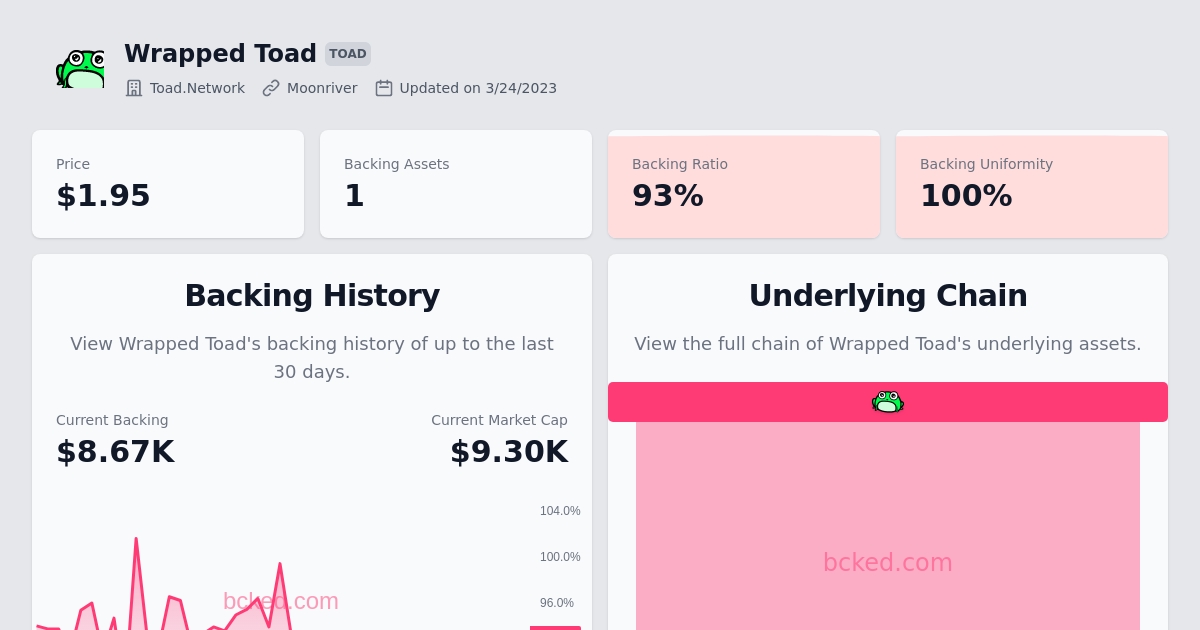 Wrapped Toad TOAD
Toad.Network Moonriver Updated on 3/24/2023
Price
$1.95
Backing Assets
1
Backing Ratio
93%
Backing Uniformity
100%
Backing History
View Wrapped Toad's backing history of up to the last
30 days.
Current Backing
$8.67K
Current Market Cap
$9.30K
104.0%
100.0%
96.0%
bcked.com
Underlying Chain
View the full chain of Wrapped Toad's underlying assets.
bcked.com